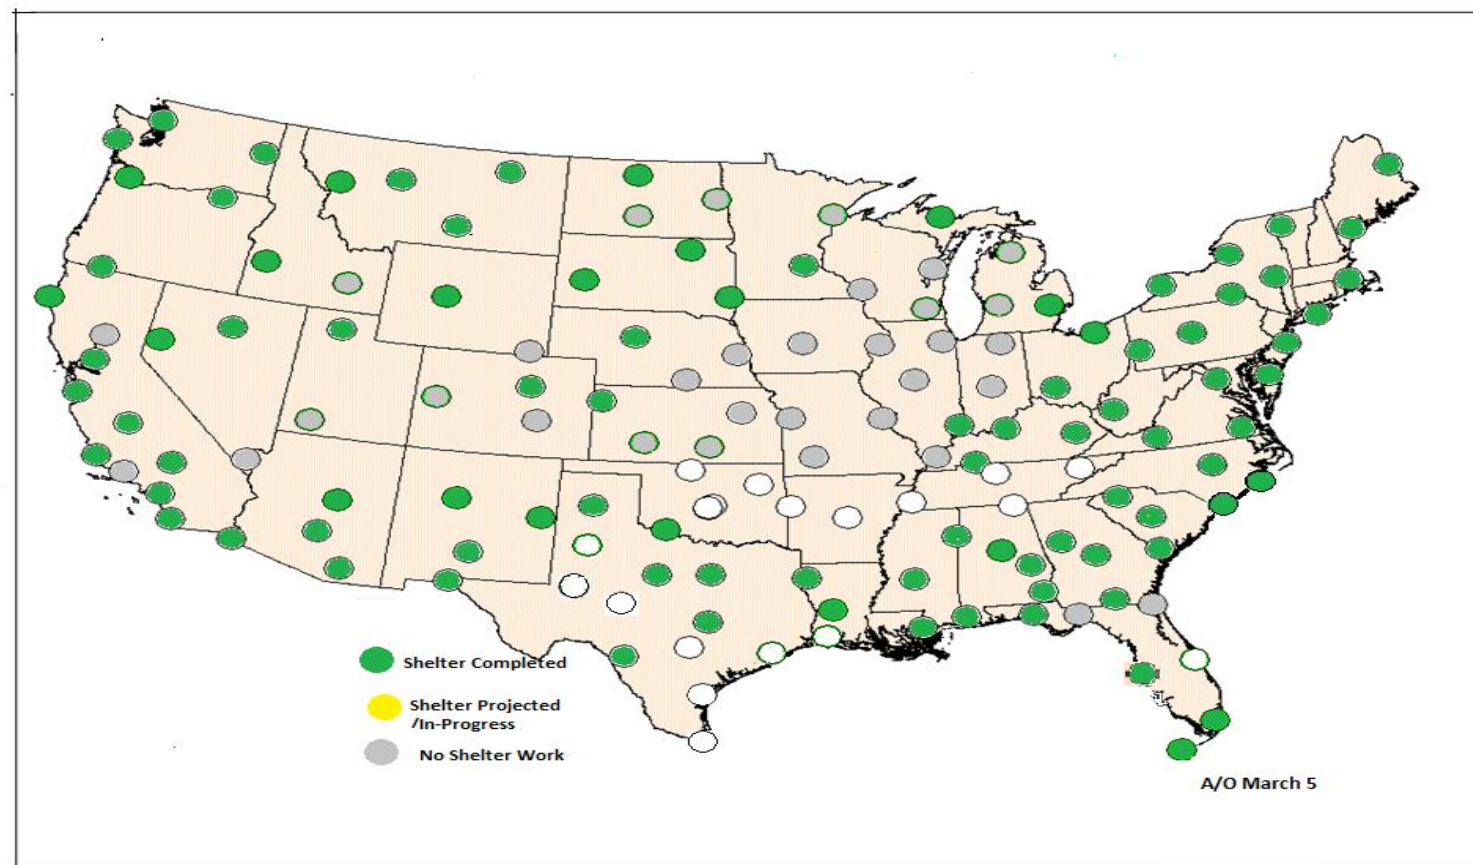 Shelter Completed
Shelter Projected
/In-Progress
No Shelter Work
A/O March 5